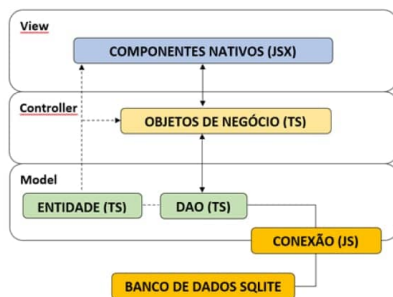 View
COMPONENTES NATIVOS (JSX)
Controller
OBJETOS DE NEGÓCIO (TS)
Model
ENTIDADE (TS)
DAO (TS)
CONEXÃO (JS)
BANCO DE DADOS SQLITE